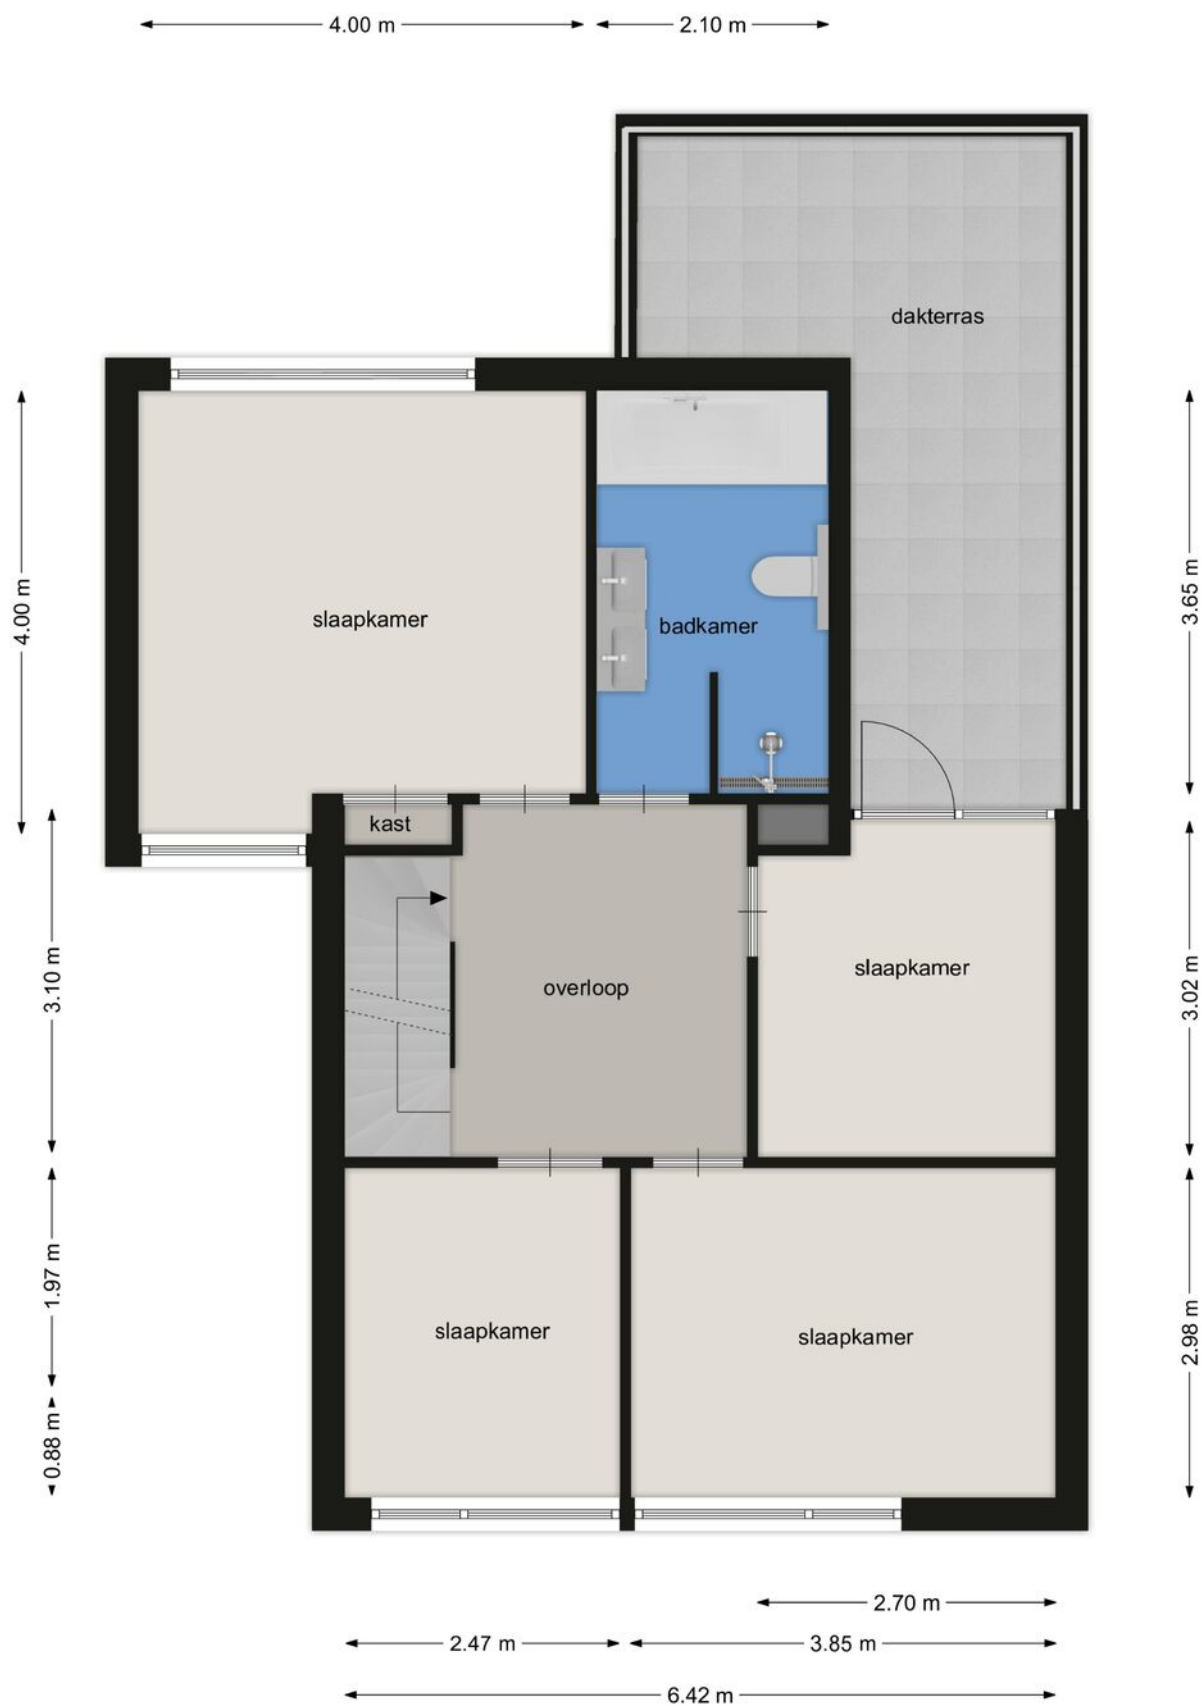 4.00 m
2.10 m
dakterras
4.00 m
3.65 m
slaapkamer
badkamer
kast
3.10 m
slaapkamer
overloop
3.02 m
1.97 m
slaapkamer
slaapkamer
2.98 m
0.88 m
2.70 m
2.47 m
3.85 m
6.42 m